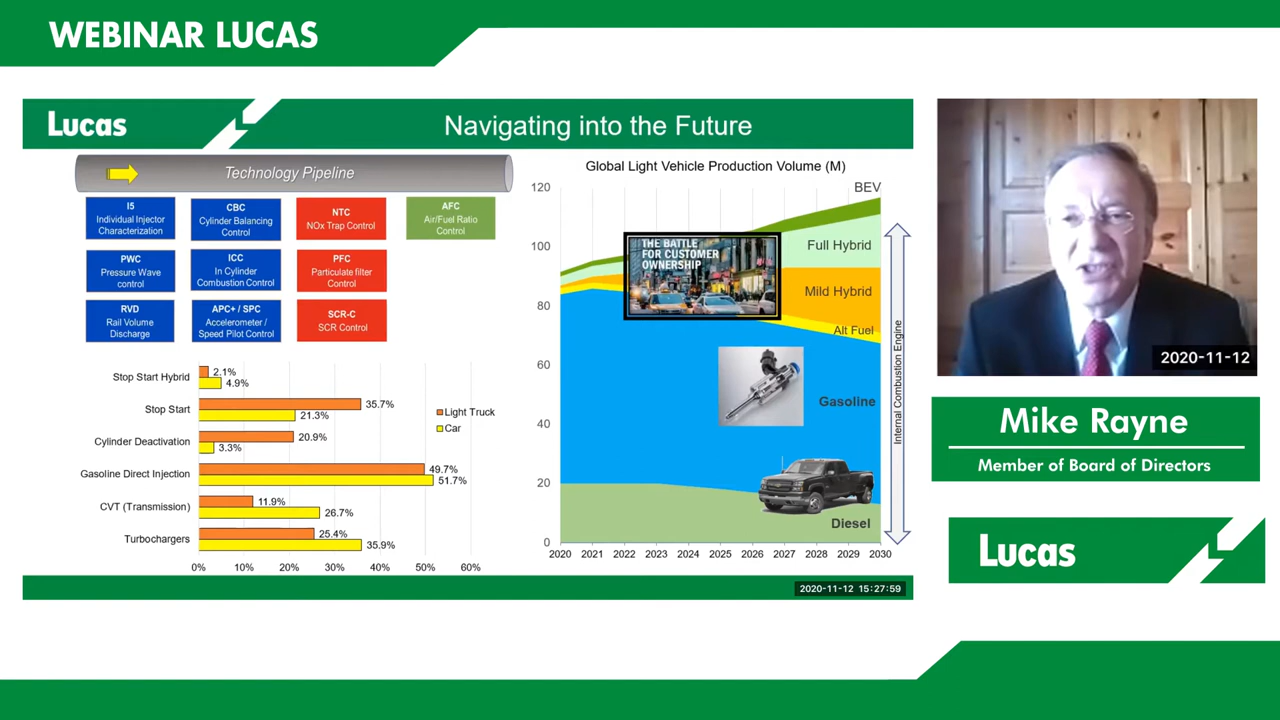 WEBINAR LUCAS
Lucas
Navigating into the Future
Technology Pipeline
I5
Individual Injector
Characterization
CBC
Cylinder Balancing
Control
NTC
NOx Trap Control
AFC
Air/Fuel Ratio
Control
PWC
Pressure Wave
control
ICC
In Cylinder
Combustion Control
PFC
Particulate filter
Control
RVD
Rail Volume
Discharge
APC+ / SPC
Accelerometer /
Speed Pilot Control
SCR-C
SCR Control
Stop Start Hybrid
2.1%
4.9%
Stop Start
35.7%
21.3%
Cylinder Deactivation
20.9%
3.3%
Gasoline Direct Injection
49.7%
51.7%
CVT (Transmission)
11.9%
26.7%
Turbochargers
25.4%
35.9%
0% 10% 20% 30% 40% 50% 60%
Light Truck
Car
Global Light Vehicle Production Volume (M)
120
100
80
60
40
20
0
2020 2021 2022 2023 2024 2025 2026 2027 2028 2029 2030
BEV
Full Hybrid
Mild Hybrid
Alt Fuel
Gasoline
Diesel
Internal Combustion Engine
THE BATTLE
FOR CUSTOMER
OWNERSHIP
2020-11-12 15:27:59
2020-11-12
Mike Rayne
Member of Board of Directors
Lucas